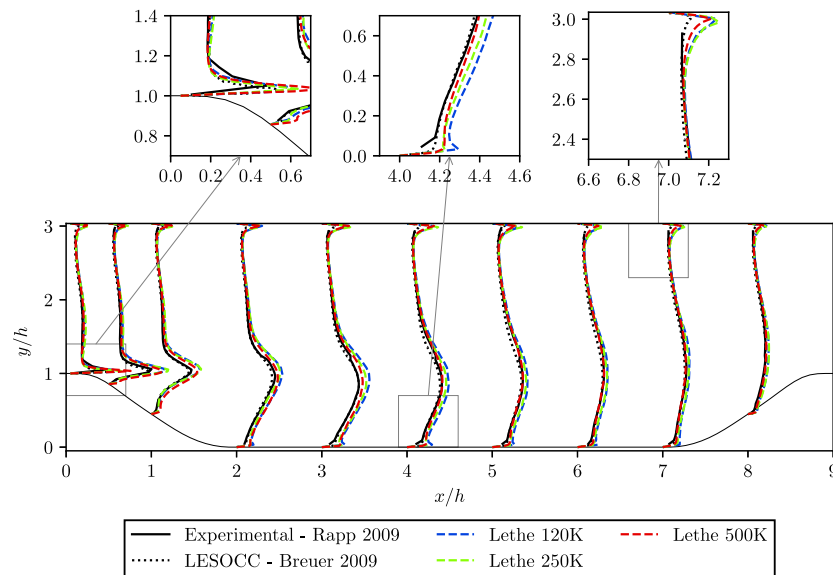 1.4
1.2
1.0
0.8
0.0 0.2 0.4 0.6
0.6
0.4
0.2
0.0
4.0 4.2 4.4 4.6
3.0
2.8
2.6
2.4
6.6 6.8 7.0 7.2
3
2
1
0
y/h
0 1 2 3 4 5 6 7 8 9
x/h
Experimental - Rapp 2009
LESOCC - Breuer 2009
Lethe 120K
Lethe 250K
Lethe 500K